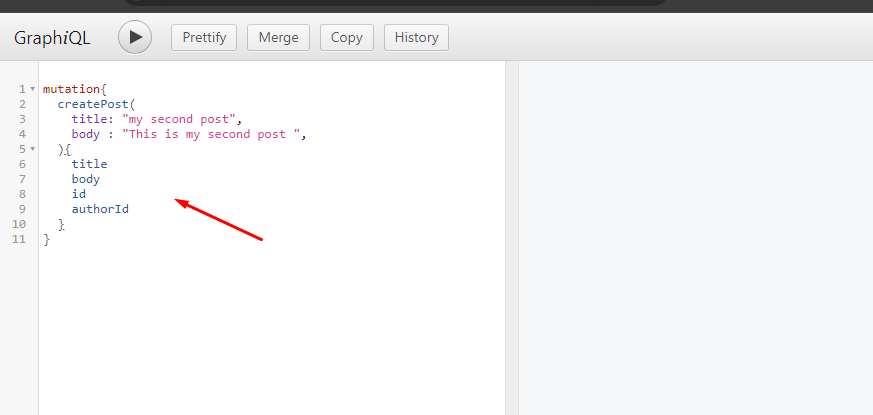 GraphiQL Prettify Merge Copy History
1 mutation{
2 createPost(
3 title: "my second post",
4 body : "This is my second post ",
5 ){
6 title
7 body
8 id
9 authorId
10 }
11 }